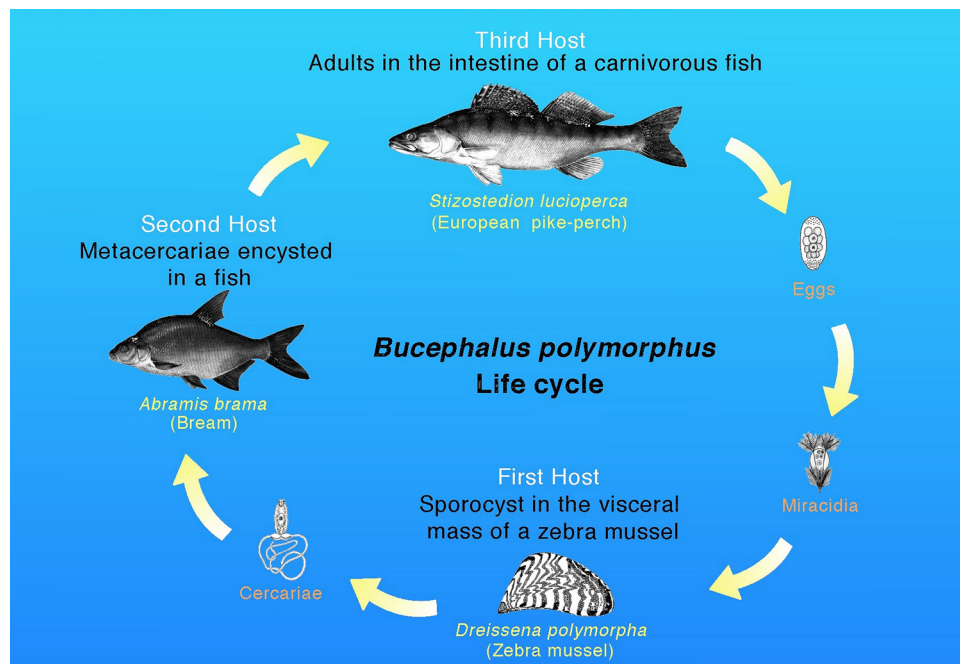 Third Host
Adults in the intestine of a carnivorous fish
Stizostedion lucioperca
(European pike-perch)
Second Host
Metacercariae encysted
in a fish
Eggs
Bucephalus polymorphus
Life cycle
Abramis brama
(Bream)
First Host
Sporocyst in the visceral
mass of a zebra mussel
Miracidia
Cercariae
Dreissena polymorpha
(Zebra mussel)